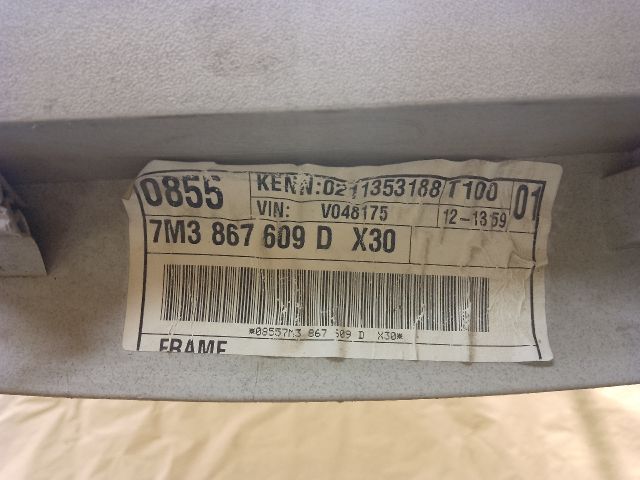 0855 KENN:0211353188 T100 01
VIN: V048175 12-1359
7M3 867 609 D X30
*08557M3 867 609 D X30*
FRAME